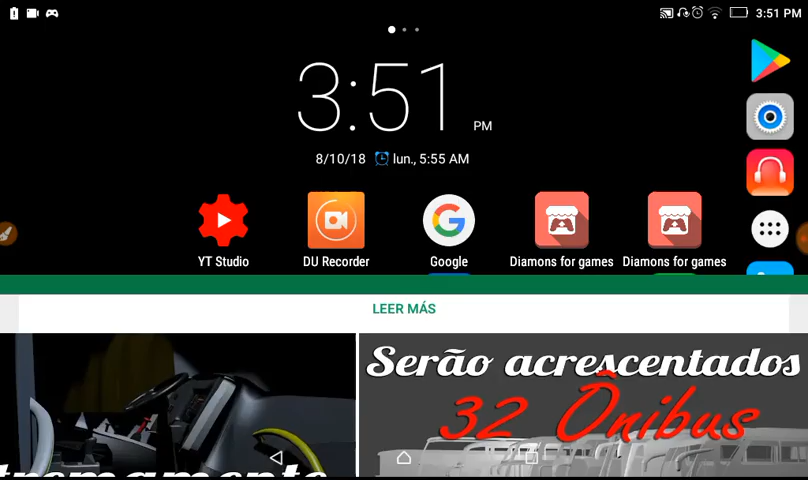 3:51 PM
3:51 PM
8/10/18 lun., 5:55 AM
YT Studio
DU Recorder
Google
Diamons for games
Diamons for games
LEER MÁS
Serão acrescentados
32 Ônibus